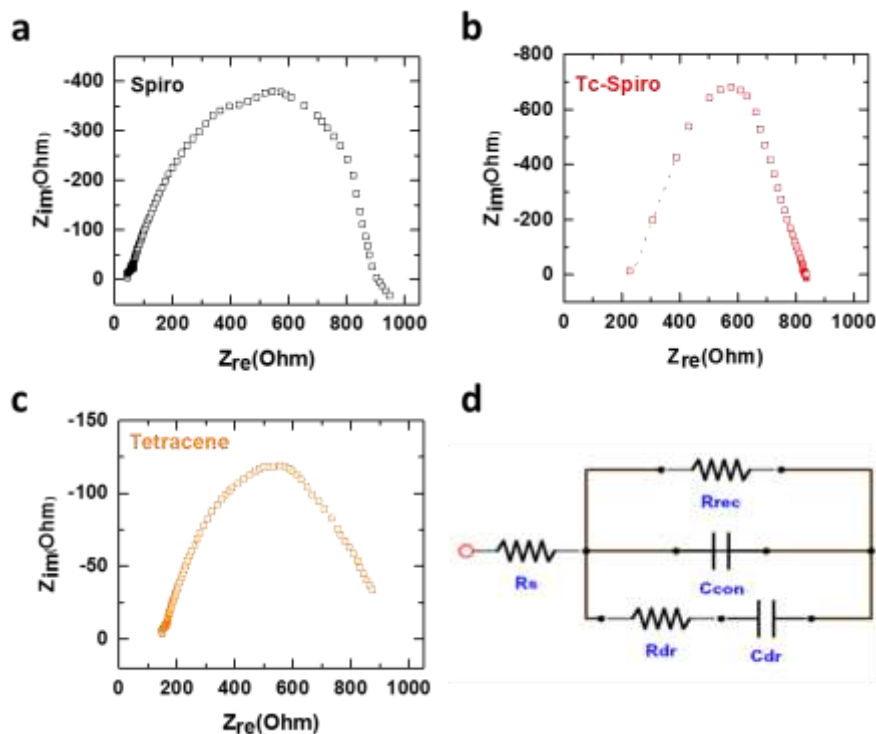 a
Spiro
-400
-300
-200
-100
0
Zim(Ohm)
0 200 400 600 800 1000
Zre(Ohm)
b
Tc-Spiro
-800
-600
-400
-200
0
Zim(Ohm)
0 200 400 600 800 1000
Zre(Ohm)
c
Tetracene
-150
-100
-50
0
Zim(Ohm)
0 200 400 600 800 1000
Zre(Ohm)
d
Rrec
Rs
Ccon
Rdr
Cdr